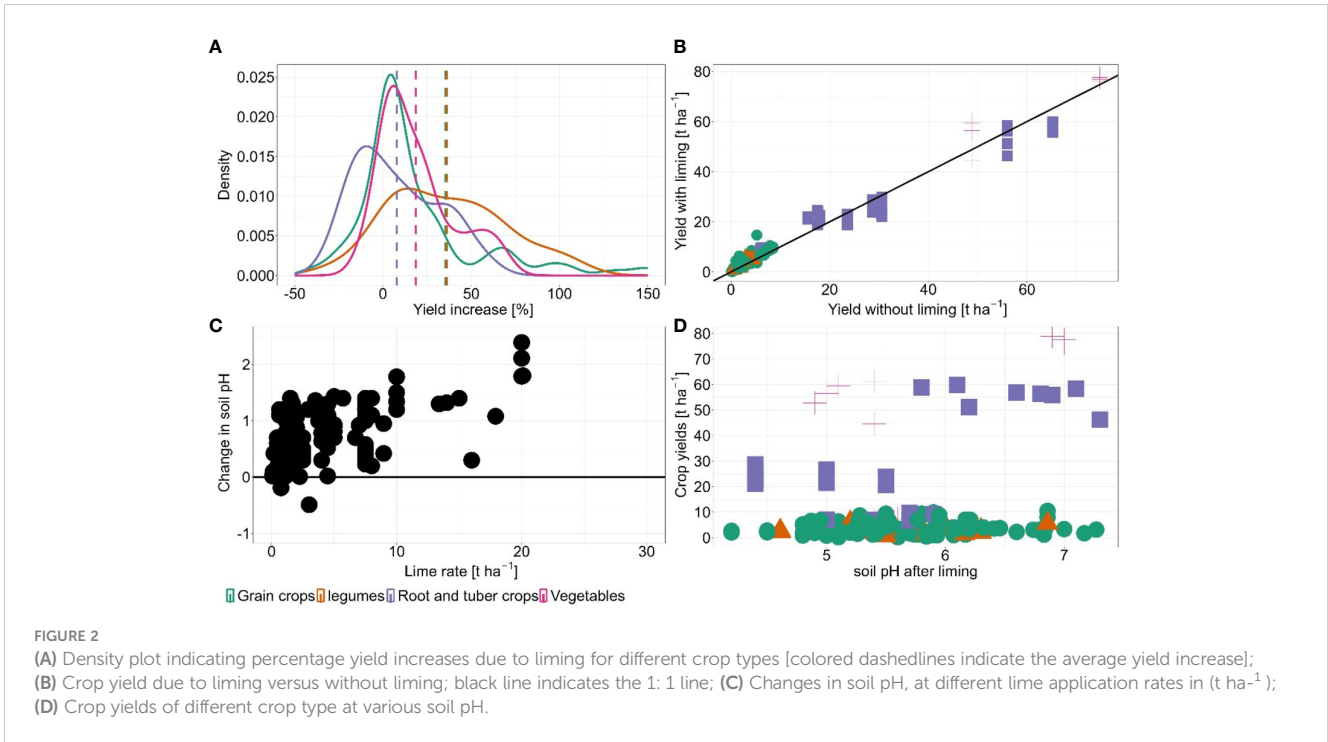 A
0.025
0.020
0.015
0.010
0.005
0.000
Density
-50
0
50
100
150
Yield increase [%]
B
80
60
40
20
0
Yield with liming [t ha⁻¹]
0
20
40
60
Yield without liming [t ha⁻¹]
C
2
1
0
-1
Change in soil pH
0
10
20
30
Lime rate [t ha⁻¹]
D
80
70
60
50
40
30
20
10
0
Crop yields [t ha⁻¹]
5
6
7
soil pH after liming
Grain crops legumes Root and tuber crops Vegetables
FIGURE 2
(A) Density plot indicating percentage yield increases due to liming for different crop types [colored dashedlines indicate the average yield increase];
(B) Crop yield due to liming versus without liming; black line indicates the 1: 1 line; (C) Changes in soil pH, at different lime application rates in (t ha-¹ );
(D) Crop yields of different crop type at various soil pH.